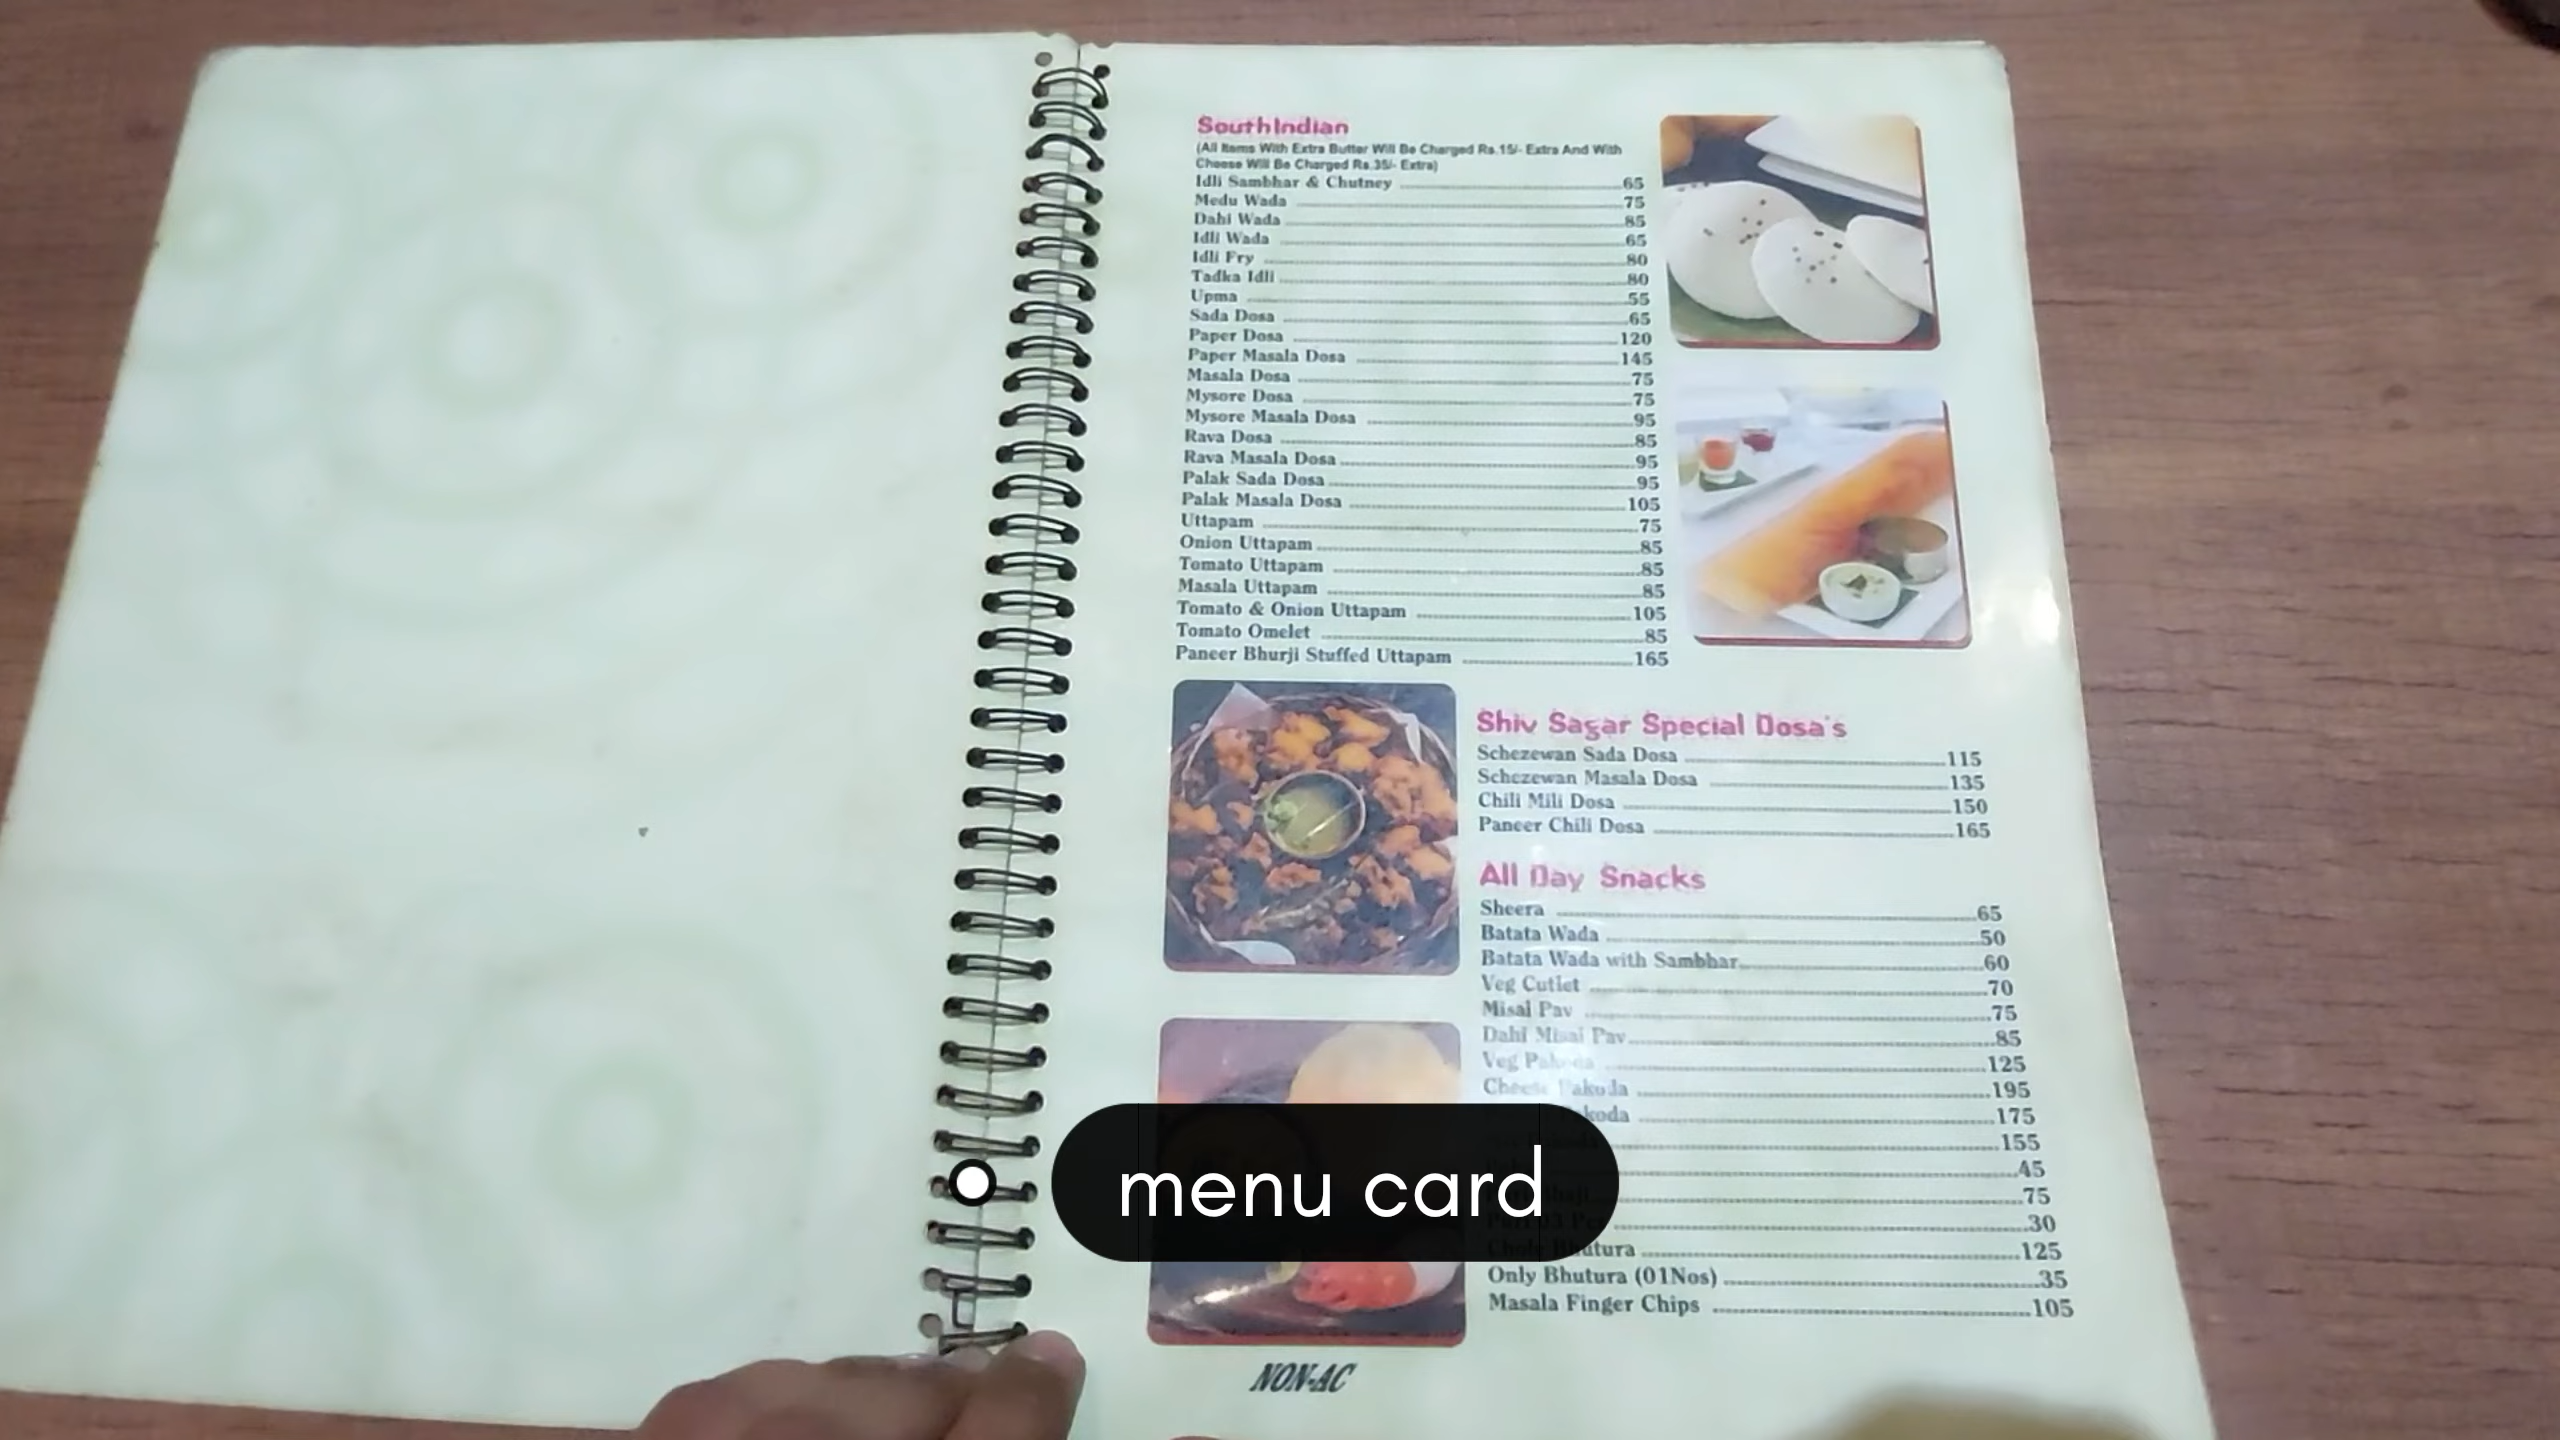 SouthIndian
(All Items With Extra Butter Will Be Charged Rs.15/- Extra And With
Cheese Will Be Charged Rs.35/- Extra)
Idli Sambhar & Chutney 65
Medu Wada 75
Dahi Wada 85
Idli Wada 65
Idli Fry 80
Tadka Idli 80
Upma 55
Sada Dosa 65
Paper Dosa 120
Paper Masala Dosa 145
Masala Dosa 75
Mysore Dosa 75
Mysore Masala Dosa 95
Rava Dosa 85
Rava Masala Dosa 95
Palak Sada Dosa 95
Palak Masala Dosa 105
Uttapam 75
Onion Uttapam 85
Tomato Uttapam 85
Masala Uttapam 85
Tomato & Onion Uttapam 105
Tomato Omelet 85
Paneer Bhurji Stuffed Uttapam 165
Shiv Sagar Special Dosa's
Schezewan Sada Dosa 115
Schezewan Masala Dosa 135
Chili Mili Dosa 150
Paneer Chili Dosa 165
All Day Snacks
Sheera 65
Batata Wada 50
Batata Wada with Sambhar 60
Veg Cutlet 70
Misal Pav 75
Dahi Misal Pav 85
Veg Pakoda 125
Cheese Pakoda 195
175
155
45
75
30
125
Only Bhutura (01Nos) 35
Masala Finger Chips 105
menu card
NON-AC